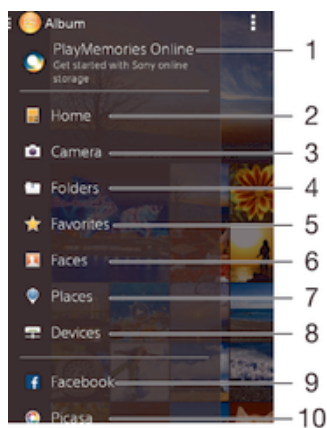 Album
PlayMemories Online 1
Get started with Sony online
storage
Home 2
Camera 3
Folders 4
Favorites 5
Faces 6
Places 7
Devices 8
Facebook 9
Picasa 10